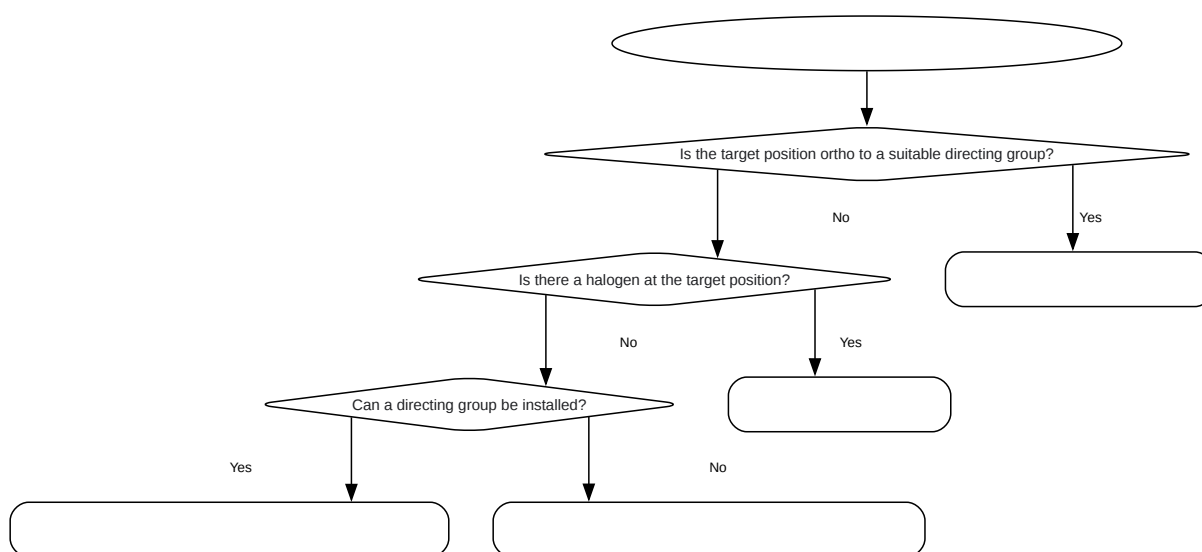 Is the target position ortho to a suitable directing group?
No
Yes
Is there a halogen at the target position?
No
Yes
Can a directing group be installed?
Yes
No